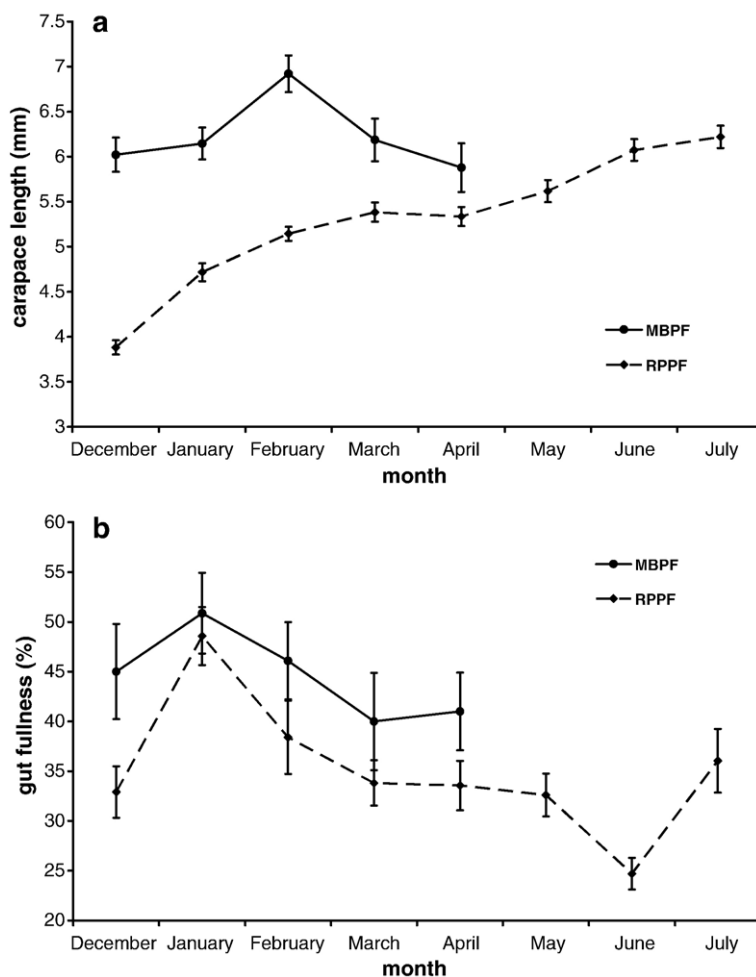 a
7.5
7
6.5
6
5.5
5
4.5
4
3.5
3
carapace length (mm)
MBPF
RPPF
December January February March April May June July
month
b
60
55
50
45
40
35
30
25
20
gut fullness (%)
MBPF
RPPF
December January February March April May June July
month